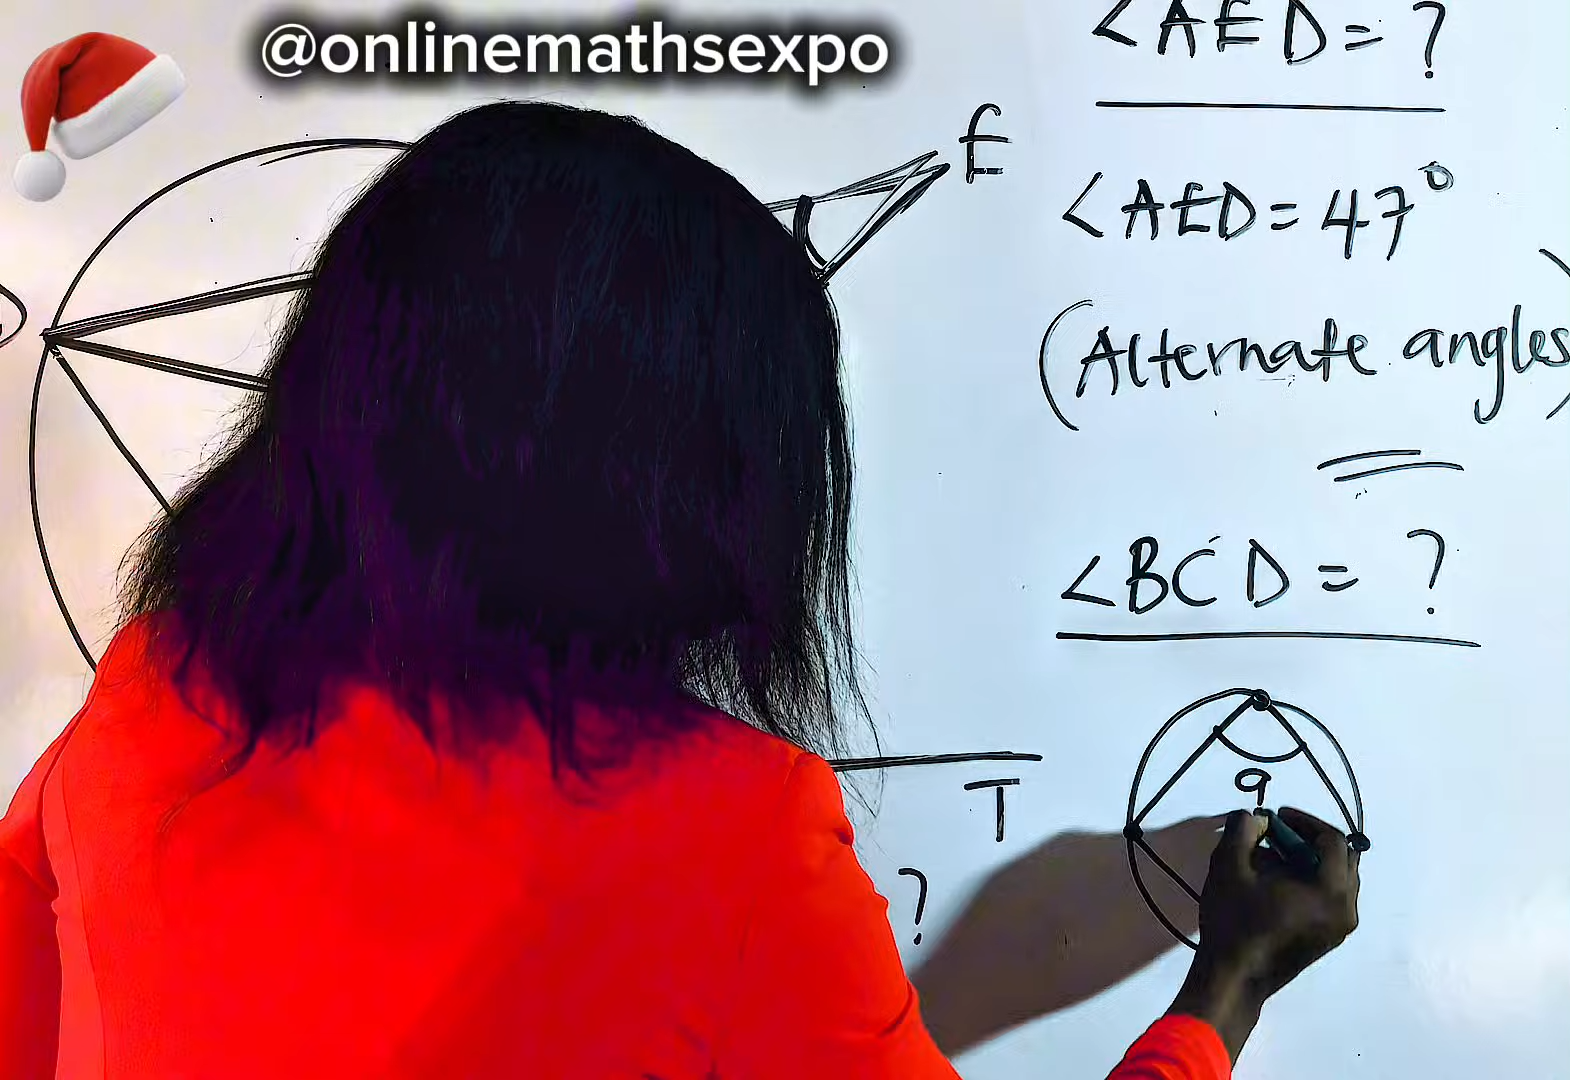 @onlinemathsexpo
<AED = ?
E
<AED = 47°
(Alternate angles)
<BCD = ?
T
a
?